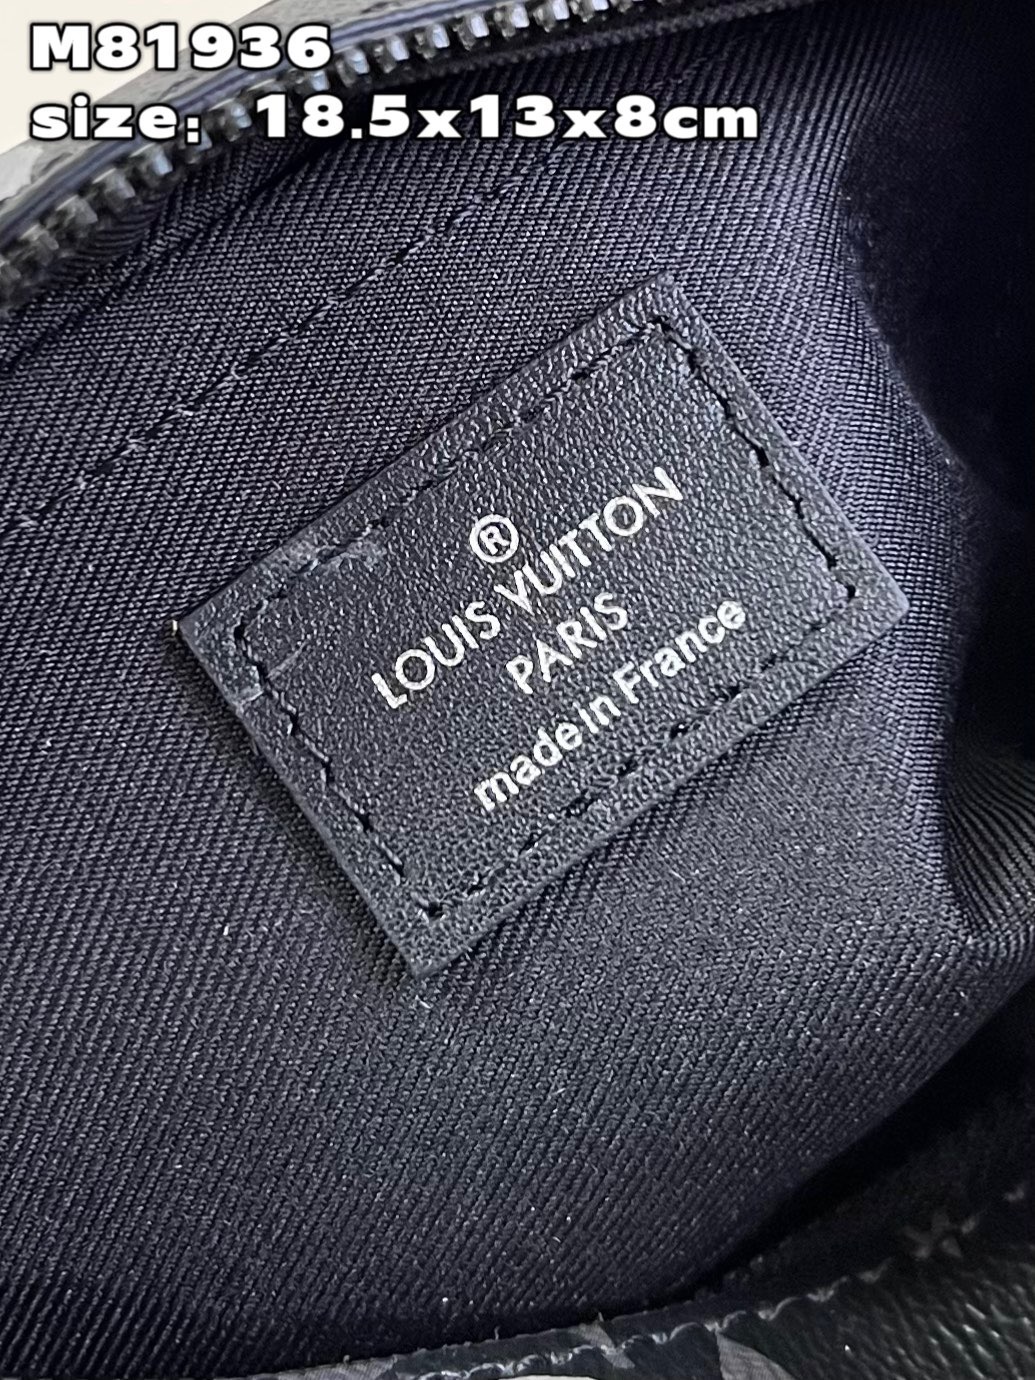 M81936
size：18.5x13x8cm
®
LOUIS VUITTON
PARIS
made in France